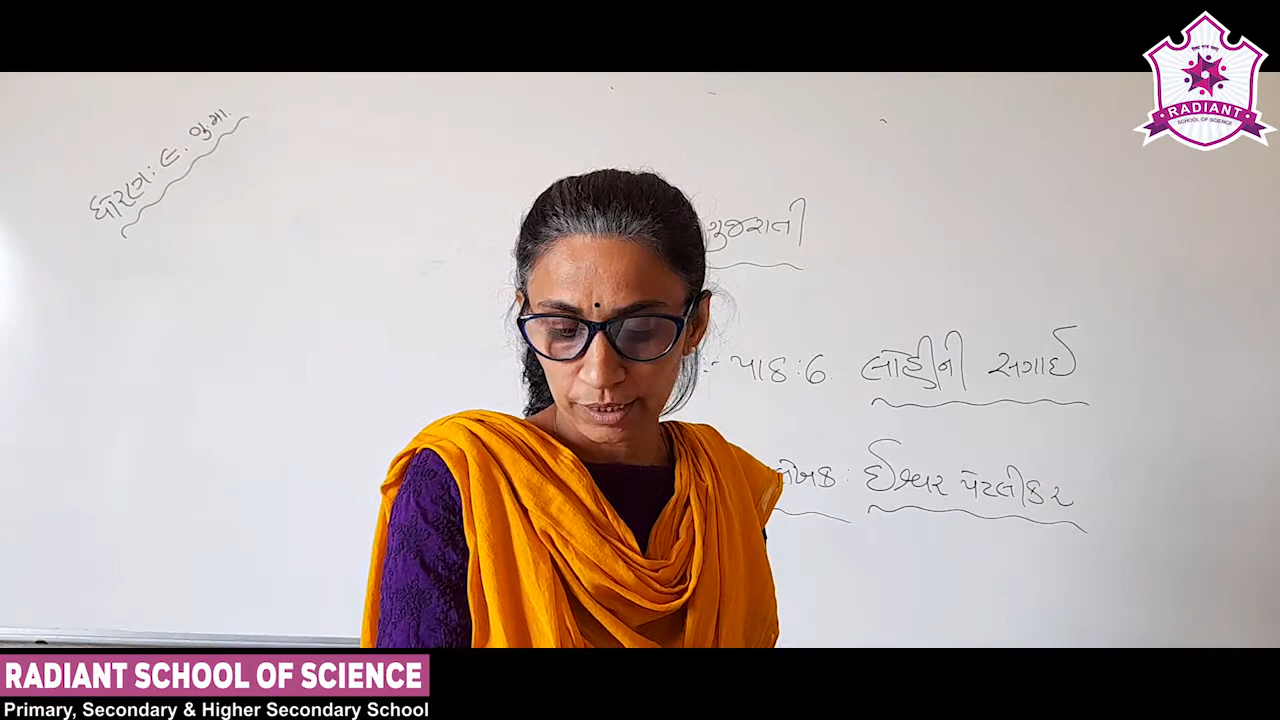 ધોરણ : ૯. ગુ.મા.
ગુજરાતી
પાઠ : 6. લોહીની સગાઈ
લેખક : ઈશ્વર પેટલીકર
RADIANT
SCHOOL OF SCIENCE
RADIANT SCHOOL OF SCIENCE
Primary, Secondary & Higher Secondary School